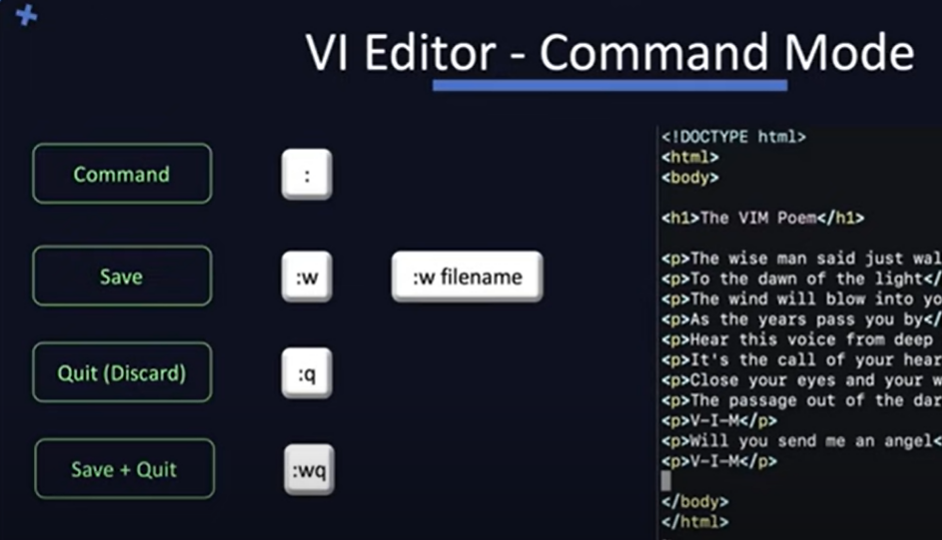 VI Editor - Command Mode
Command
:
Save
:w
:w filename
Quit (Discard)
:q
Save + Quit
:wq
<!DOCTYPE html>
<html>
<body>
<h1>The VIM Poem</h1>
<p>The wise man said just wal
<p>To the dawn of the light</
<p>The wind will blow into yo
<p>As the years pass you by</
<p>Hear this voice from deep
<p>It's the call of your hear
<p>Close your eyes and your w
<p>The passage out of the dar
<p>V-I-M</p>
<p>Will you send me an angel<
<p>V-I-M</p>
</body>
</html>